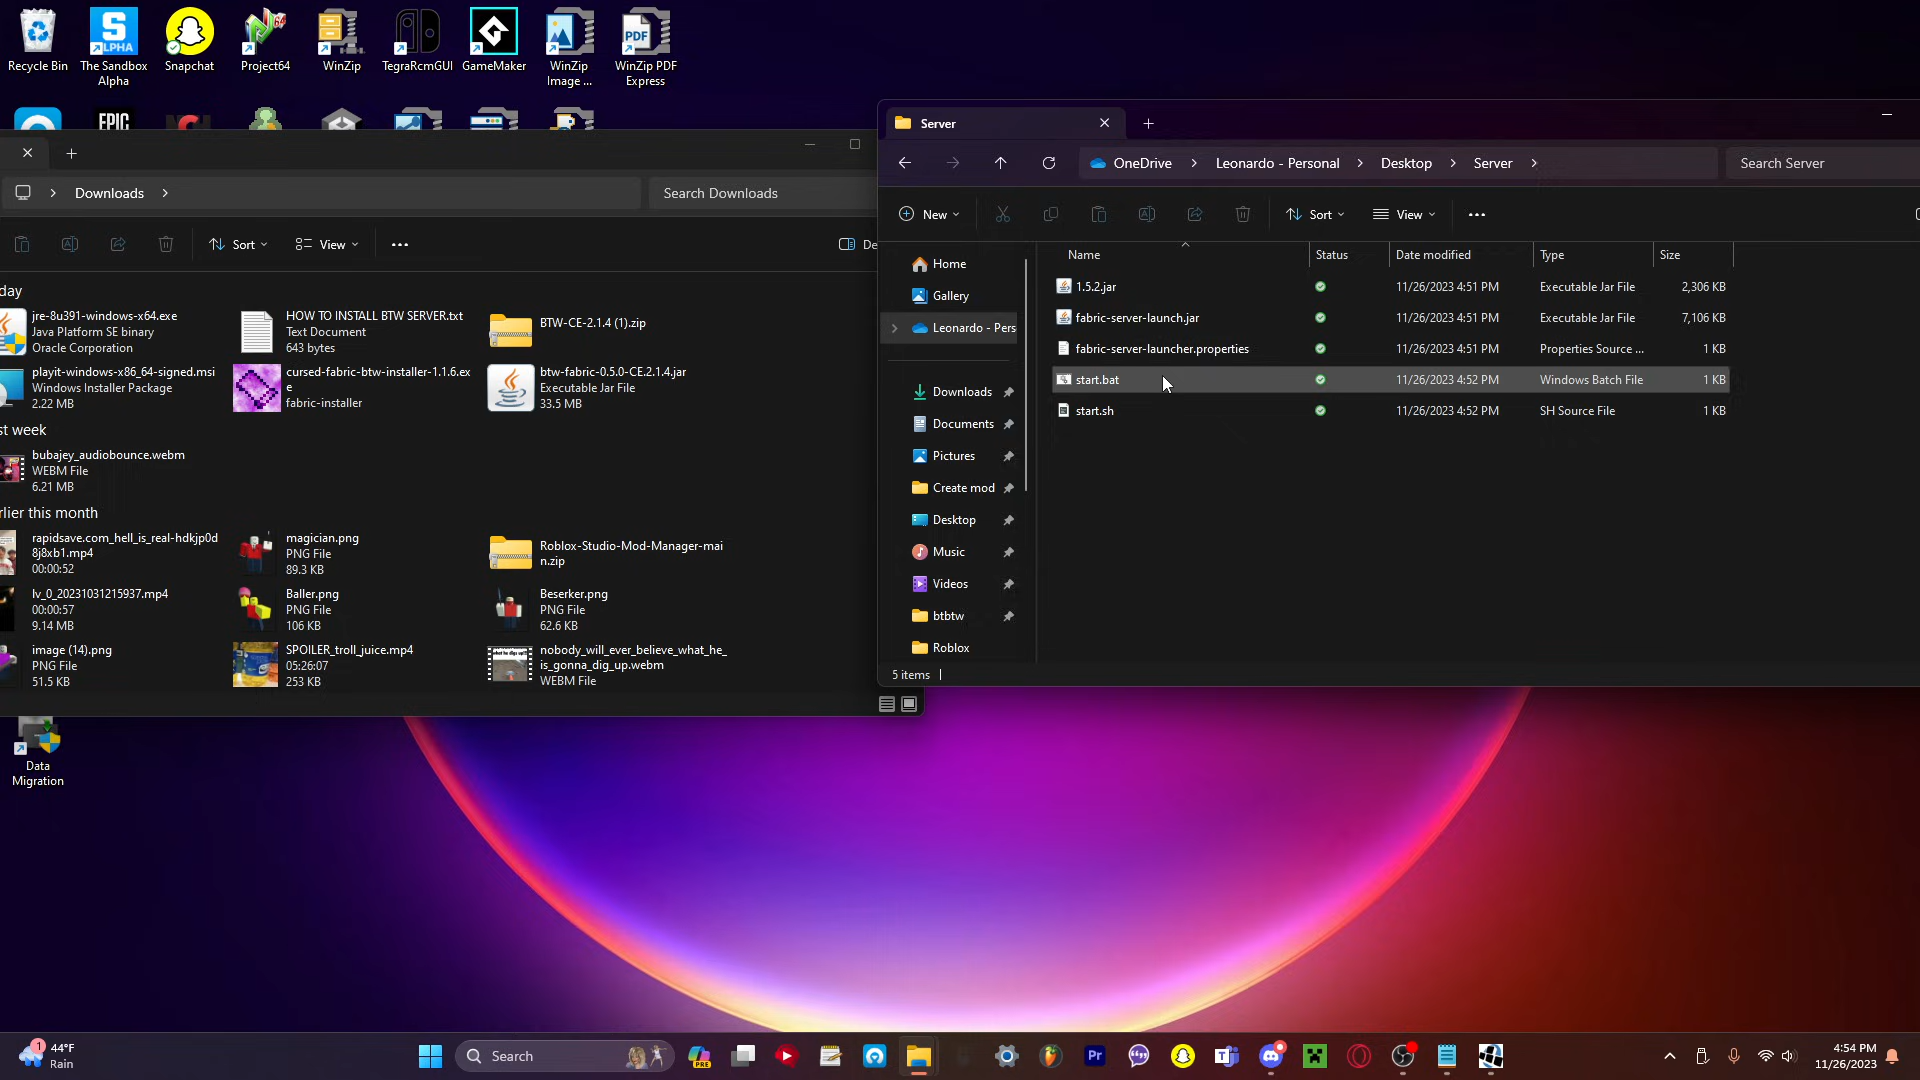 Recycle Bin
The Sandbox
Alpha
Snapchat
Project64
WinZip
TegraRcmGUI
GameMaker
WinZip
Image ...
WinZip PDF
Express
EPIC
Downloads
Search Downloads
Sort
View
De
day
jre-8u391-windows-x64.exe
Java Platform SE binary
Oracle Corporation
HOW TO INSTALL BTW SERVER.txt
Text Document
643 bytes
BTW-CE-2.1.4 (1).zip
playit-windows-x86_64-signed.msi
Windows Installer Package
2.22 MB
cursed-fabric-btw-installer-1.1.6.ex
e
fabric-installer
btw-fabric-0.5.0-CE.2.1.4.jar
Executable Jar File
33.5 MB
st week
bubajey_audiobounce.webm
WEBM File
6.21 MB
rlier this month
rapidsave.com_hell_is_real-hdkjp0d
8j8xb1.mp4
00:00:52
magician.png
PNG File
89.3 KB
Roblox-Studio-Mod-Manager-mai
n.zip
lv_0_20231031215937.mp4
00:00:57
9.14 MB
Baller.png
PNG File
106 KB
Beserker.png
PNG File
62.6 KB
image (14).png
PNG File
51.5 KB
SPOILER_troll_juice.mp4
05:26:07
253 KB
nobody_will_ever_believe_what_he_
is_gonna_dig_up.webm
WEBM File
Data
Migration
Server
OneDrive
Leonardo - Personal
Desktop
Server
Search Server
New
Sort
View
Home
Gallery
Leonardo - Pers
Downloads
Documents
Pictures
Create mod
Desktop
Music
Videos
btbtw
Roblox
Name Status Date modified Type Size
1.5.2.jar 11/26/2023 4:51 PM Executable Jar File 2,306 KB
fabric-server-launch.jar 11/26/2023 4:51 PM Executable Jar File 7,106 KB
fabric-server-launcher.properties 11/26/2023 4:51 PM Properties Source ... 1 KB
start.bat 11/26/2023 4:52 PM Windows Batch File 1 KB
start.sh 11/26/2023 4:52 PM SH Source File 1 KB
5 items
1
44°F
Rain
Search
PRE
Pr
4:54 PM
11/26/2023